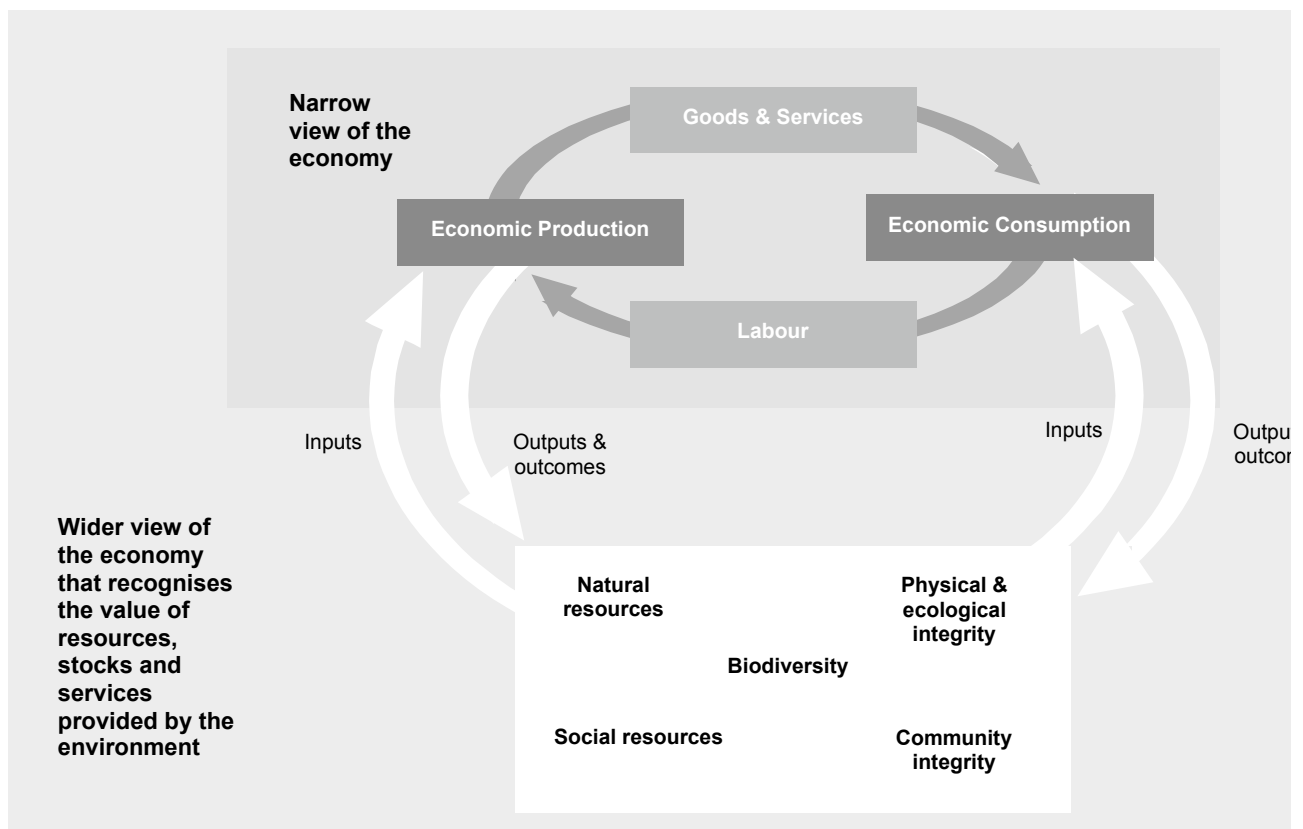 Narrow
view of the
economy
Goods & Services
Economic Production
Economic Consumption
Labour
Inputs
Outputs &
outcomes
Inputs
Wider view of
the economy
that recognises
the value of
resources,
stocks and
services
provided by the
environment
Natural
resources
Physical &
ecological
integrity
Biodiversity
Social resources
Community
integrity